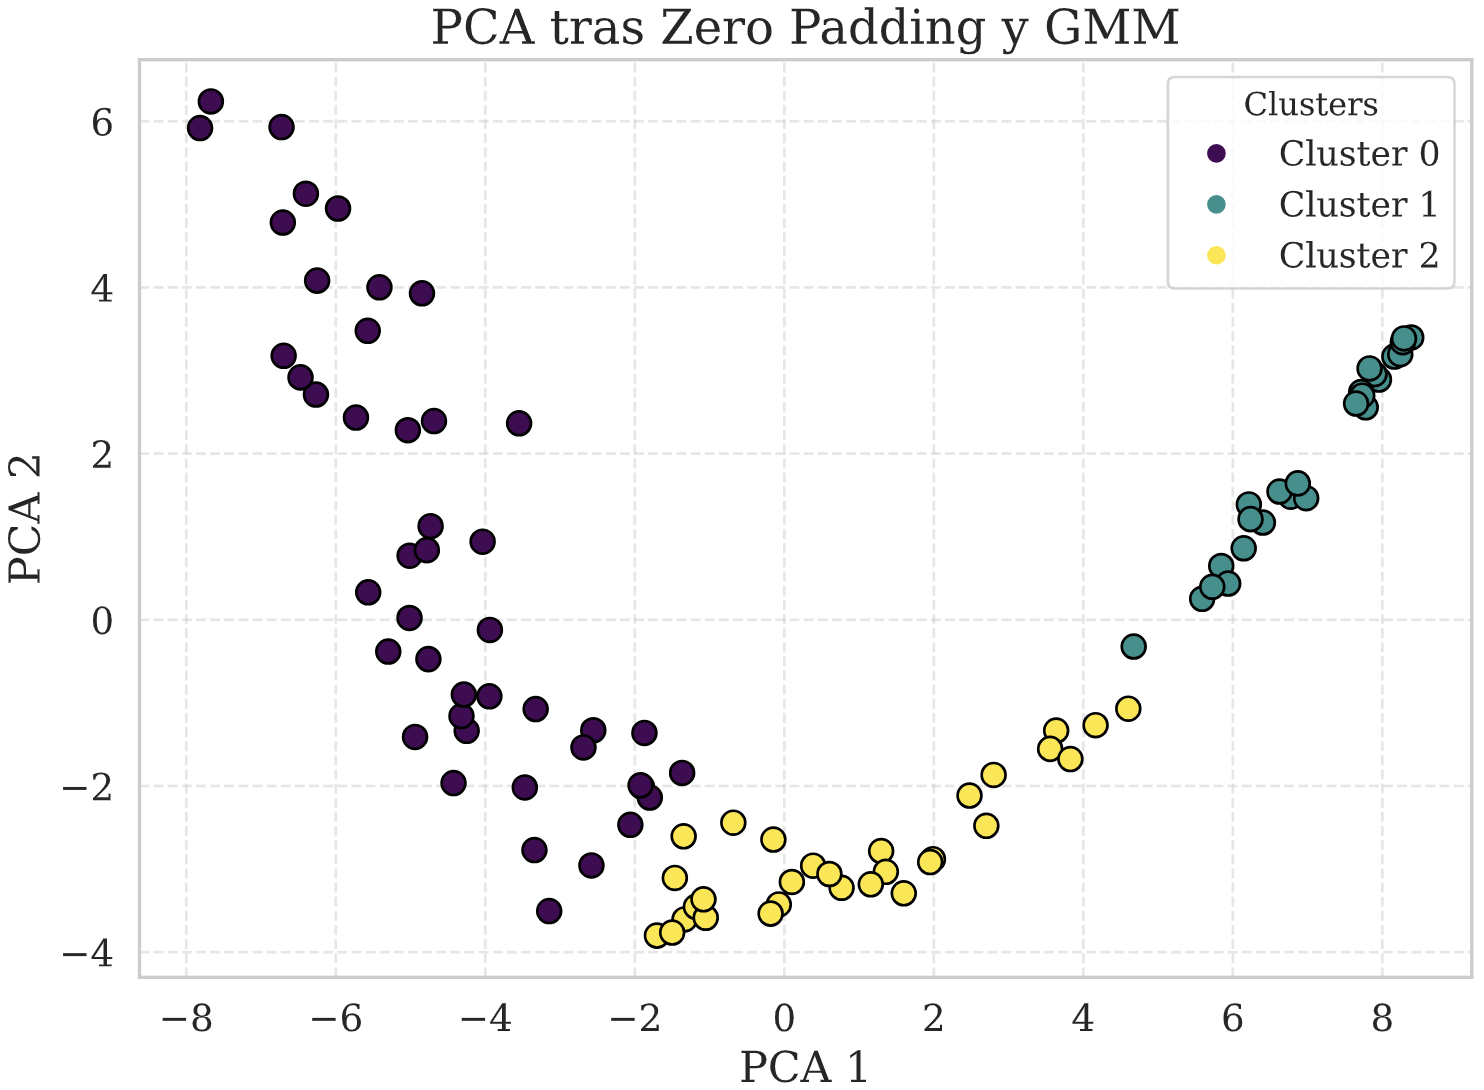 PCA tras Zero Padding y GMM
Clusters
Cluster 0
Cluster 1
Cluster 2
PCA 2
6
4
2
0
−2
−4
−8 −6 −4 −2 0 2 4 6 8
PCA 1